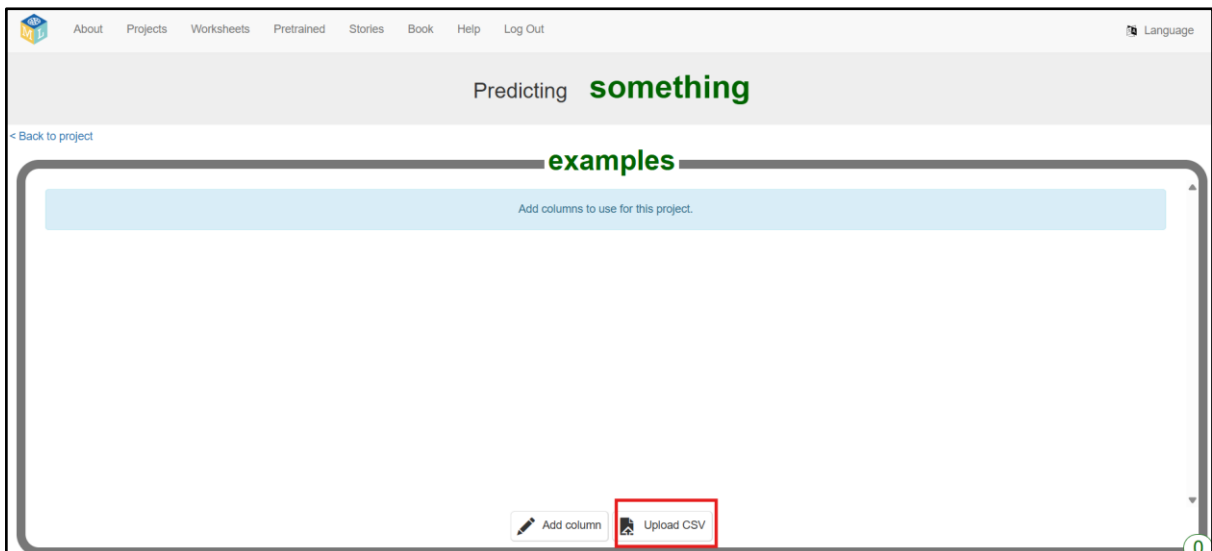 About Projects Worksheets Pretrained Stories Book Help Log Out Language
Predicting something
< Back to project
examples
Add columns to use for this project.
Add column Upload CSV
0